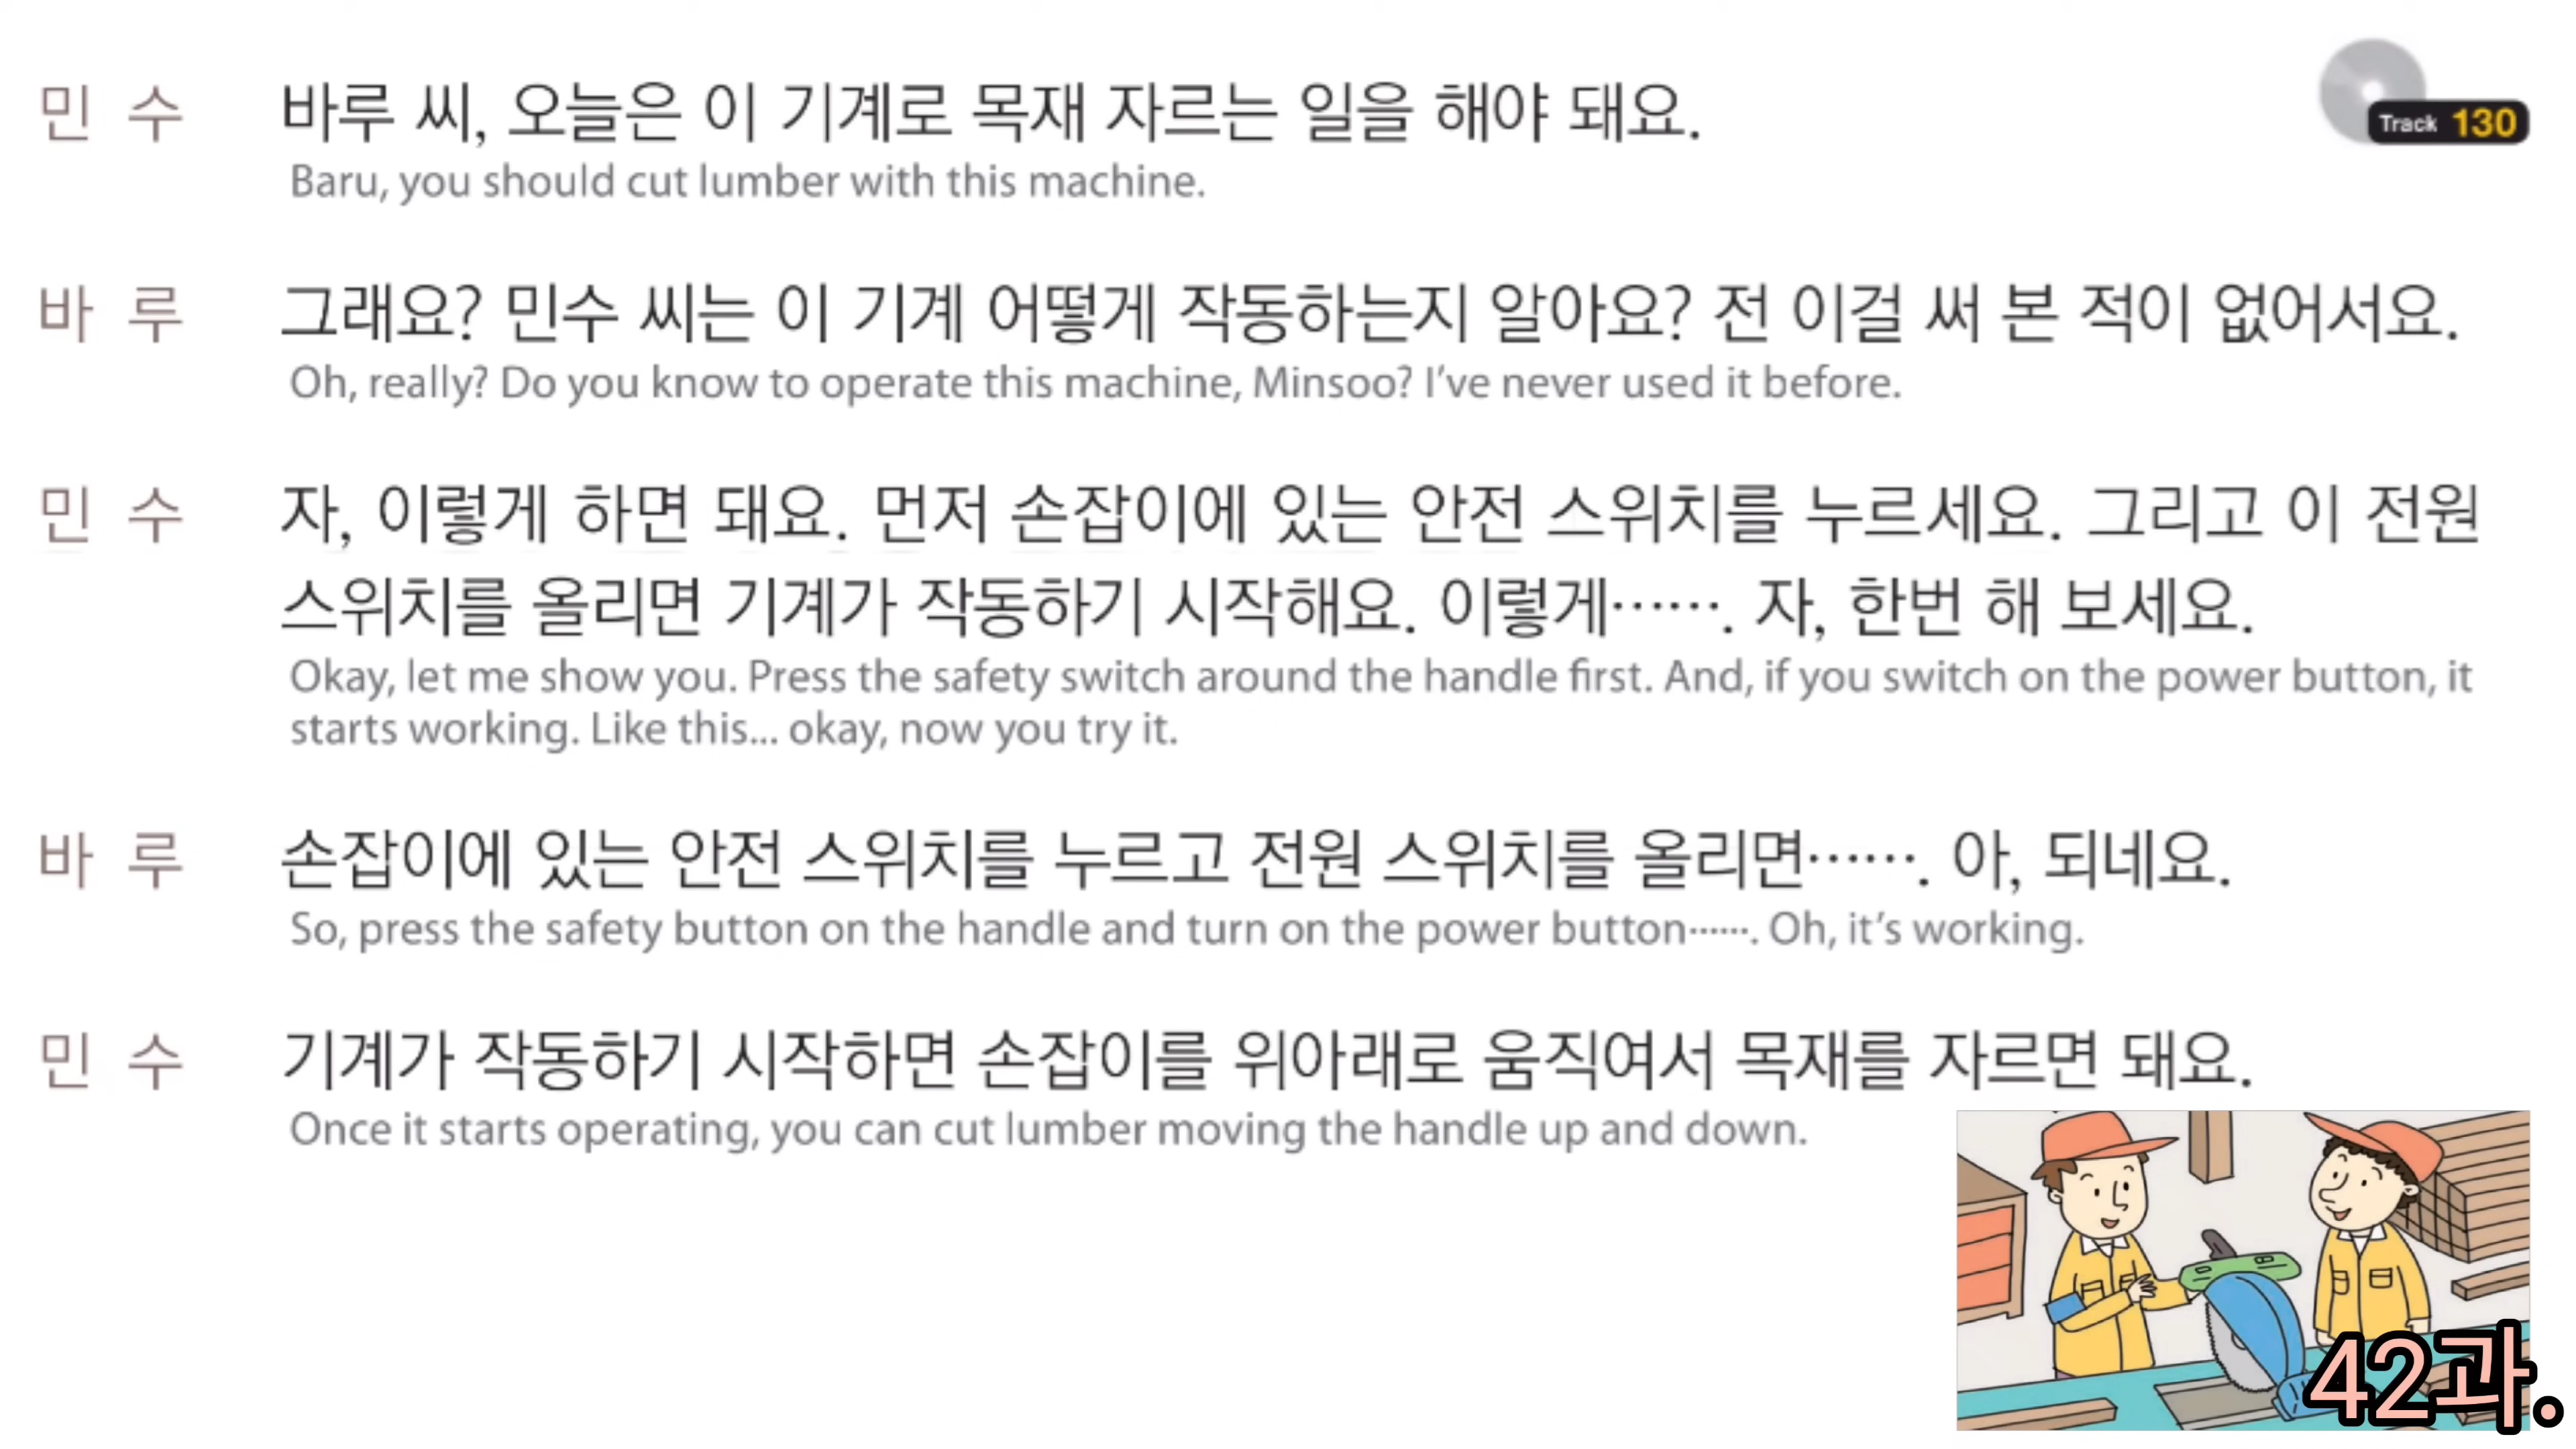 민 수 바루 씨, 오늘은 이 기계로 목재 자르는 일을 해야 돼요.
Track 130
Baru, you should cut lumber with this machine.
바 루 그래요? 민수 씨는 이 기계 어떻게 작동하는지 알아요? 전 이걸 써 본 적이 없어서요.
Oh, really? Do you know to operate this machine, Minsoo? I've never used it before.
민 수 자, 이렇게 하면 돼요. 먼저 손잡이에 있는 안전 스위치를 누르세요. 그리고 이 전원
스위치를 올리면 기계가 작동하기 시작해요. 이렇게……. 자, 한번 해 보세요.
Okay, let me show you. Press the safety switch around the handle first. And, if you switch on the power button, it
starts working. Like this... okay, now you try it.
바 루 손잡이에 있는 안전 스위치를 누르고 전원 스위치를 올리면……. 아, 되네요.
So, press the safety button on the handle and turn on the power button……. Oh, it's working.
민 수 기계가 작동하기 시작하면 손잡이를 위아래로 움직여서 목재를 자르면 돼요.
Once it starts operating, you can cut lumber moving the handle up and down.
42과.